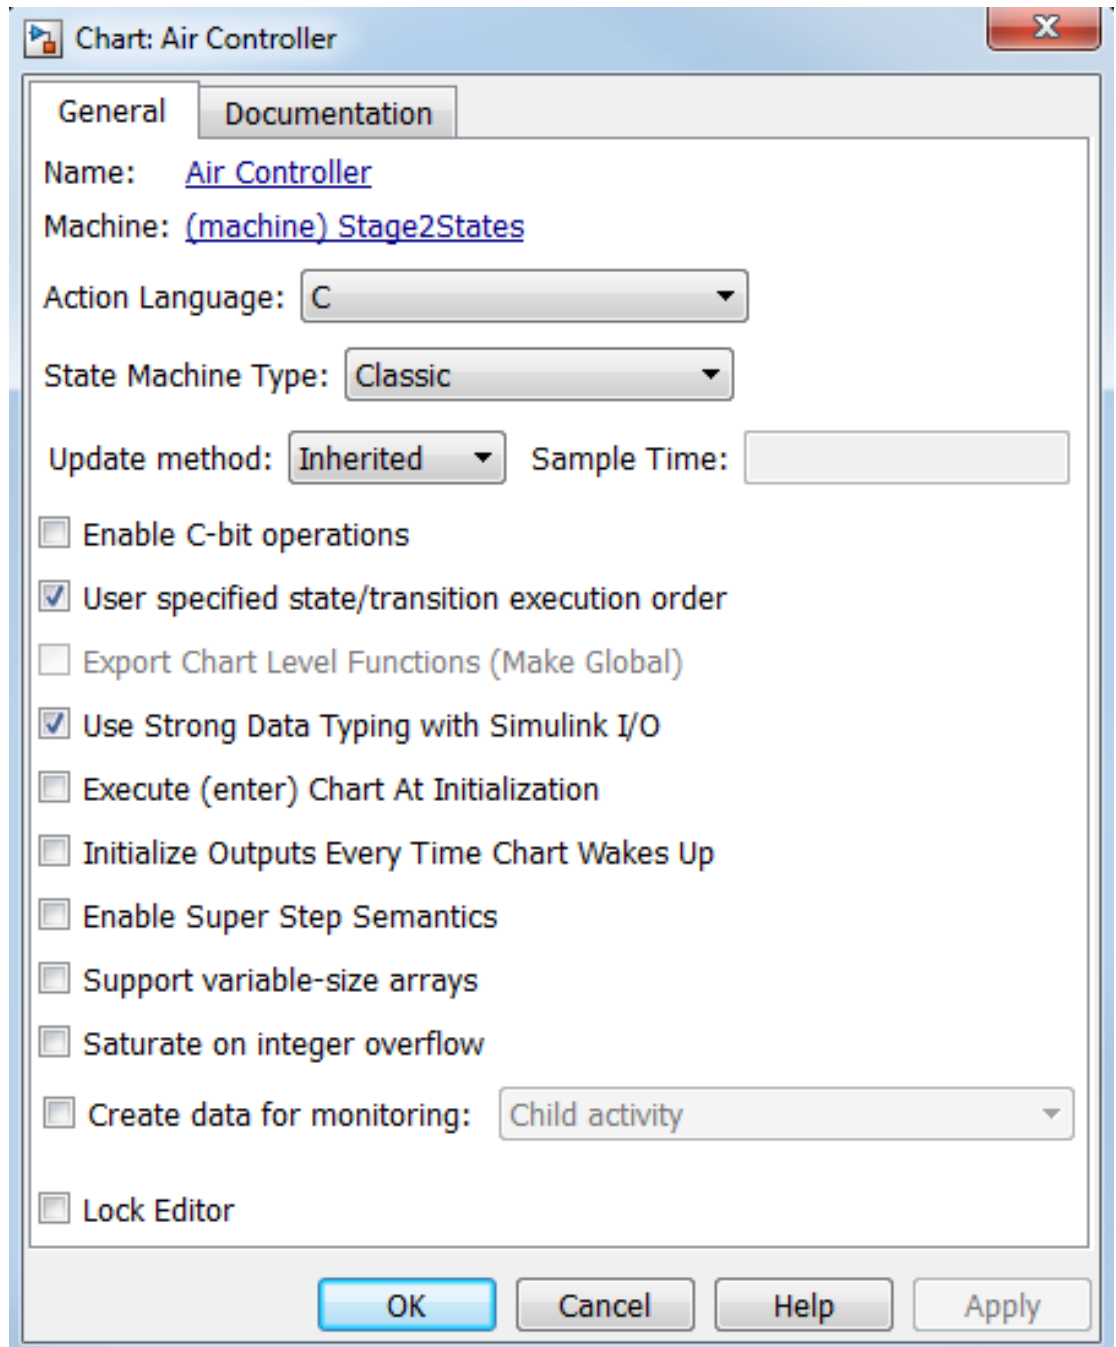 Chart: Air Controller
General Documentation
Name: Air Controller
Machine: (machine) Stage2States
Action Language: C
State Machine Type: Classic
Update method: Inherited Sample Time:
Enable C-bit operations
User specified state/transition execution order
Export Chart Level Functions (Make Global)
Use Strong Data Typing with Simulink I/O
Execute (enter) Chart At Initialization
Initialize Outputs Every Time Chart Wakes Up
Enable Super Step Semantics
Support variable-size arrays
Saturate on integer overflow
Create data for monitoring: Child activity
Lock Editor
OK Cancel Help Apply